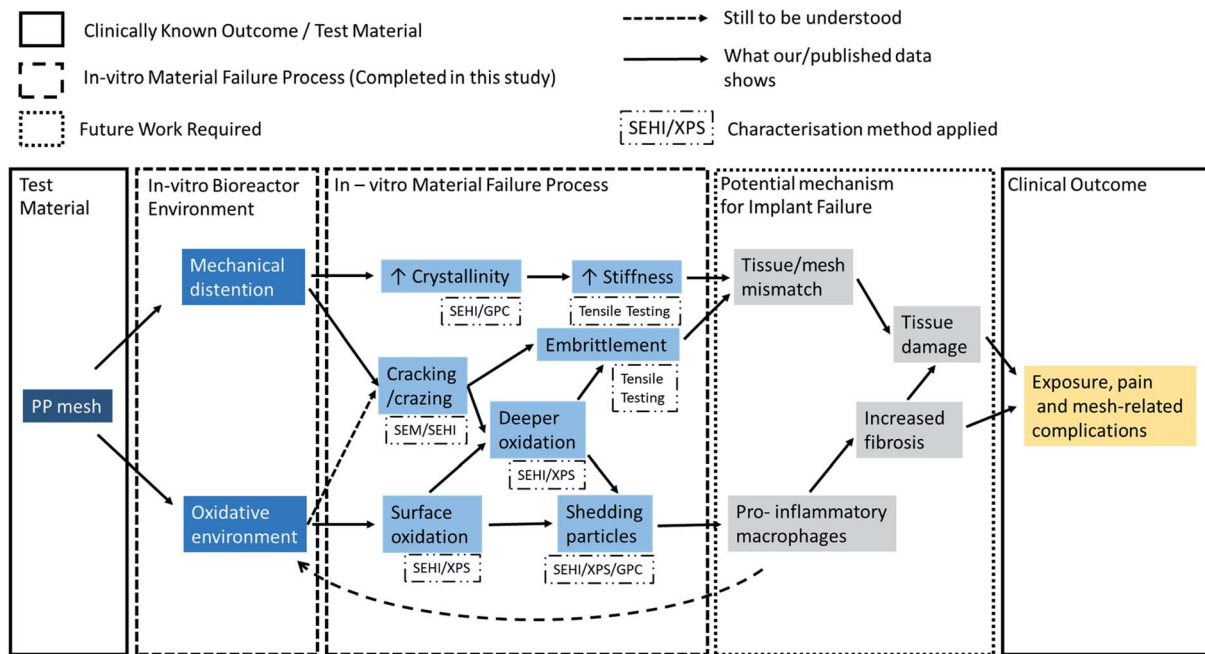 Clinically Known Outcome / Test Material
In-vitro Material Failure Process (Completed in this study)
Future Work Required
Still to be understood
What our/published data
shows
SEHI/XPS
Characterisation method applied
Test
Material
In-vitro Bioreactor
Environment
In – vitro Material Failure Process
Potential mechanism
for Implant Failure
Clinical Outcome
PP mesh
Mechanical
distention
Oxidative
environment
↑ Crystallinity
SEHI/GPC
↑ Stiffness
Tensile Testing
Cracking
/crazing
SEM/SEHI
Embrittlement
Tensile
Testing
Deeper
oxidation
SEHI/XPS
Surface
oxidation
SEHI/XPS
Shedding
particles
SEHI/XPS/GPC
Tissue/mesh
mismatch
Tissue
damage
Increased
fibrosis
Pro- inflammatory
macrophages
Exposure, pain
and mesh-related
complications